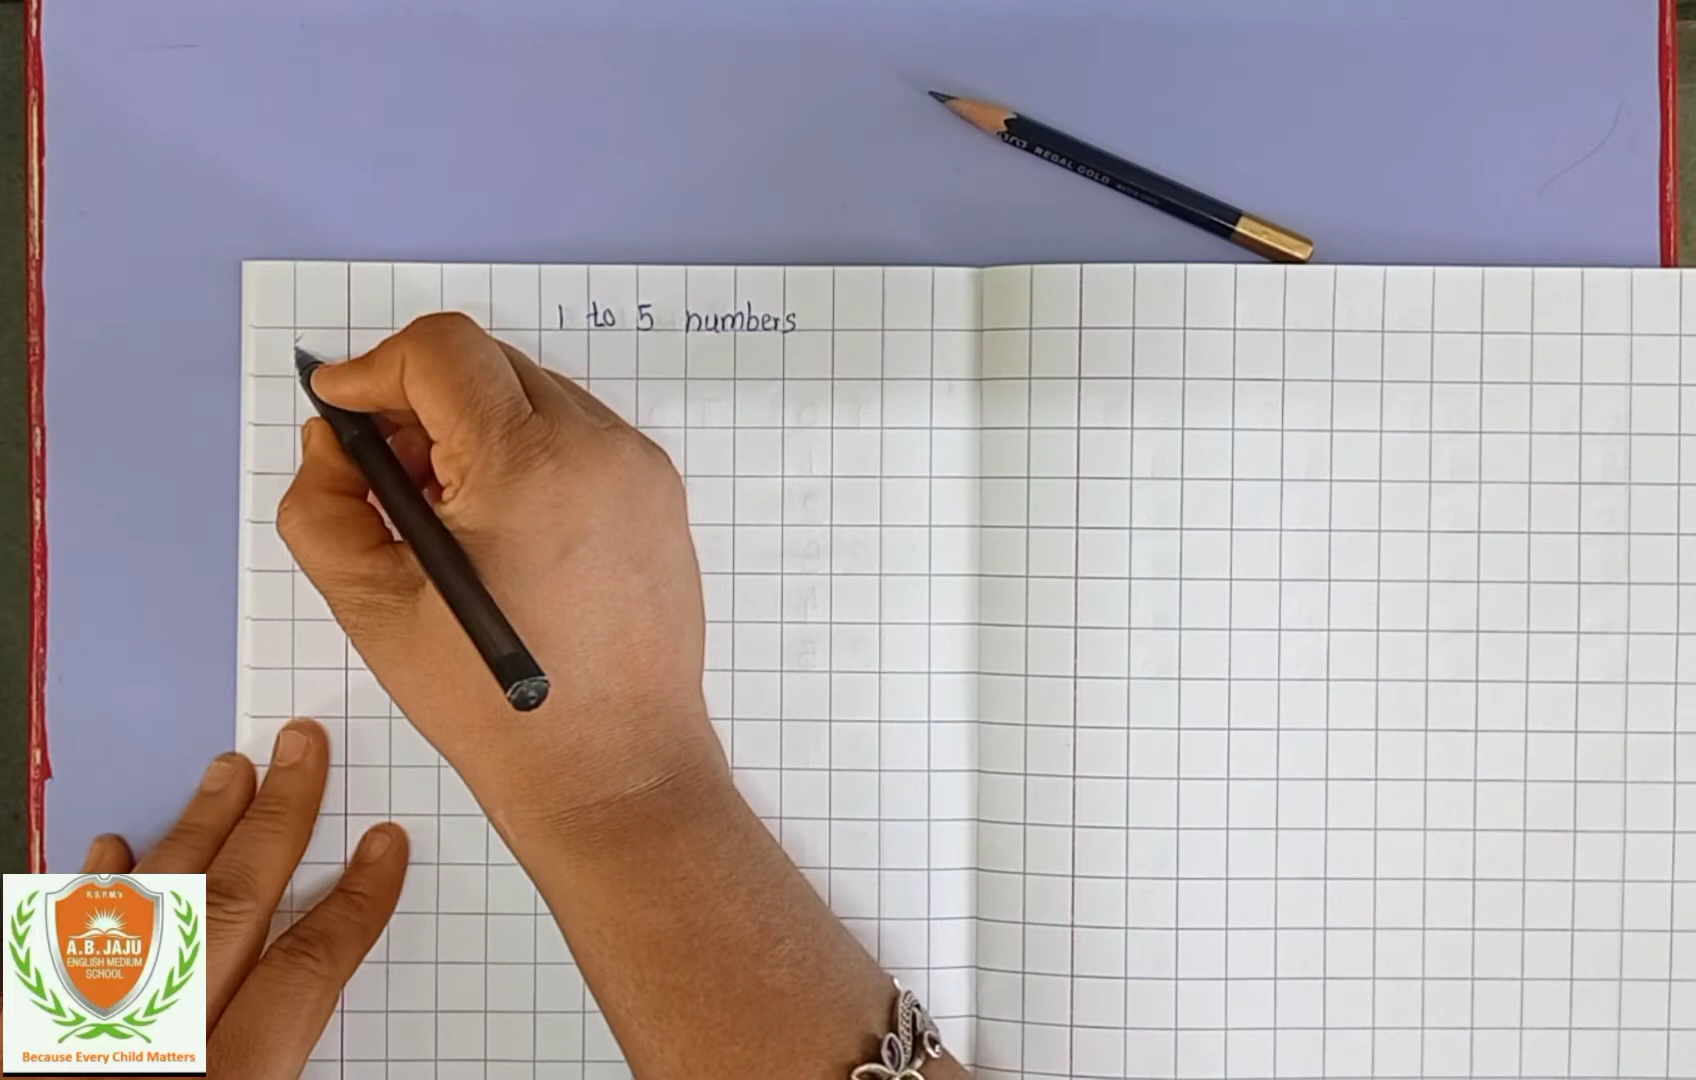 1 to 5 numbers
REGAL GOLD
R.S.P.M.'s
A.B. JAJU
ENGLISH MEDIUM
SCHOOL
Because Every Child Matters